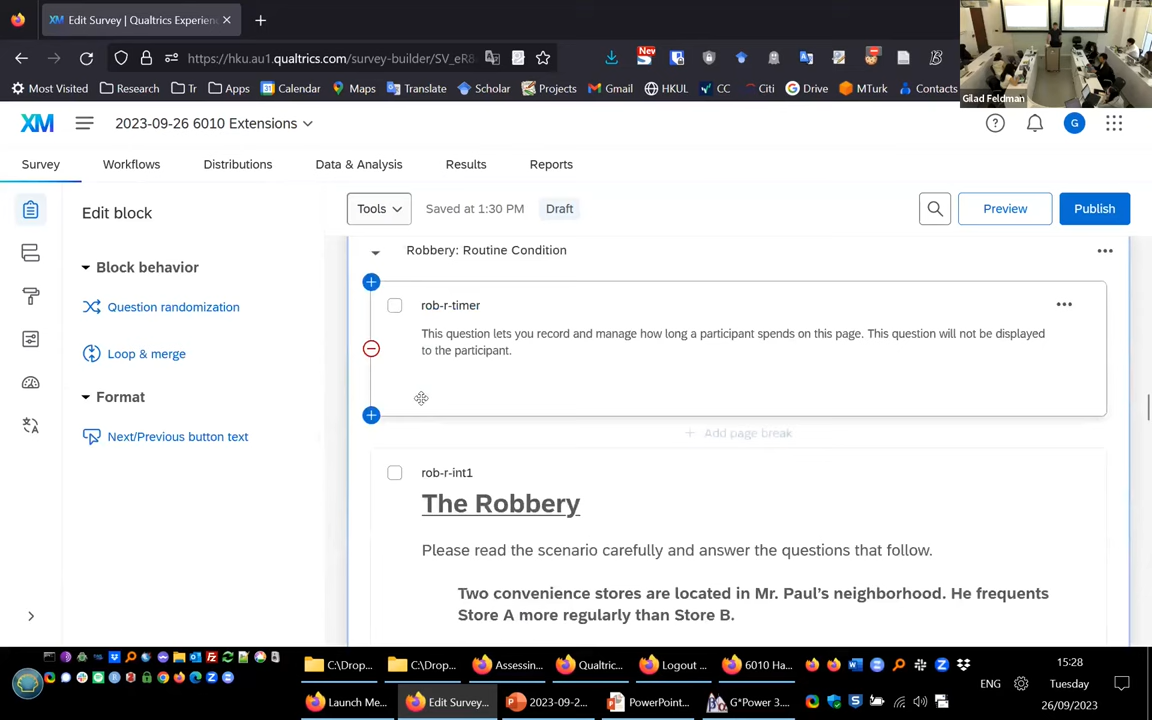 XM Edit Survey | Qualtrics Experien
https://hku.au1.qualtrics.com/survey-builder/SV_eR8
New
Gilad Feldman
Most Visited Research Tr Apps Calendar Maps Translate Scholar Projects Gmail HKUL CC Citi Drive MTurk Contacts
XM 2023-09-26 6010 Extensions
Survey Workflows Distributions Data & Analysis Results Reports
G
Edit block
Tools Saved at 1:30 PM Draft Preview Publish
Block behavior
Question randomization
Loop & merge
Format
Next/Previous button text
Robbery: Routine Condition
rob-r-timer
This question lets you record and manage how long a participant spends on this page. This question will not be displayed
to the participant.
Add page break
rob-r-int1
The Robbery
Please read the scenario carefully and answer the questions that follow.
Two convenience stores are located in Mr. Paul's neighborhood. He frequents
Store A more regularly than Store B.
C:\Drop... C:\Drop... Assessin... Qualtric... Logout ... 6010 Ha...
15:28
ENG Tuesday
Launch Me... Edit Survey... 2023-09-2... PowerPoint... G*Power 3....
26/09/2023